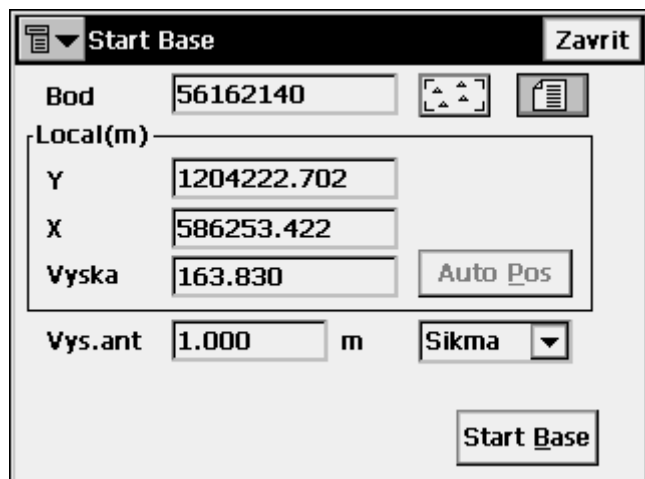 Start Base Zavrit
Bod 56162140
Local(m)
Y 1204222.702
X 586253.422
Vyska 163.830 Auto Pos
Vys.ant 1.000 m Sikma
Start Base